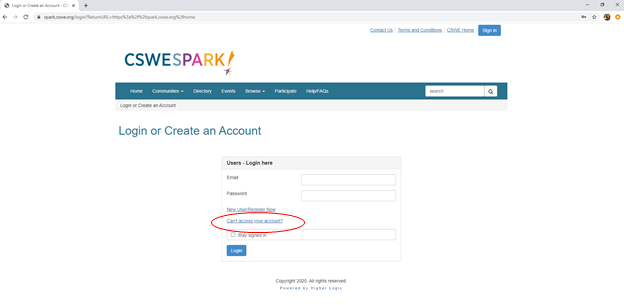 Login or Create an Account - C
spark.cswe.org/login?ReturnURL=https%3a%2f%2fspark.cswe.org%2fhome
Contact Us Terms and Conditions CSWE Home Sign in
CSWESPARK!
Home Communities Directory Events Browse Participate Help/FAQs search
Login or Create an Account
Login or Create an Account
Users - Login here
Email
Password
New User/Register Now
Can't access your account?
Stay signed in
Login
Copyright 2020. All rights reserved.
Powered by Higher Logic